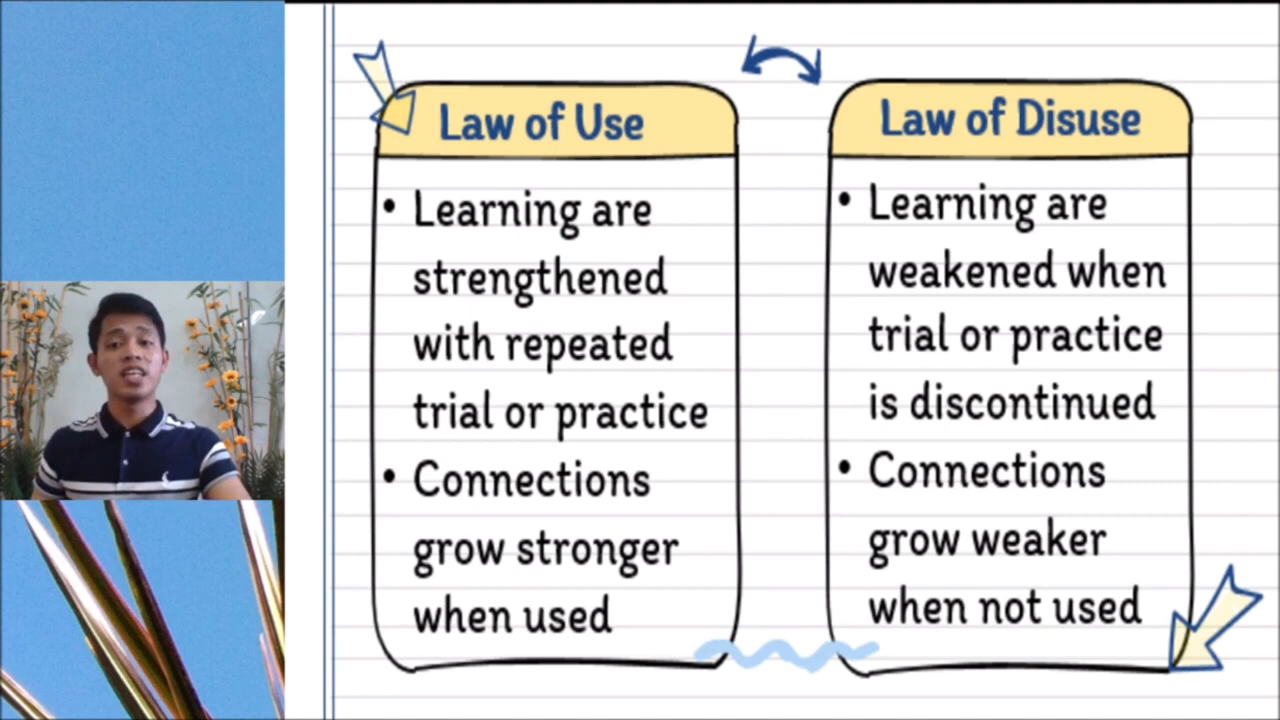 Law of Use
• Learning are
strengthened
with repeated
trial or practice
• Connections
grow stronger
when used
Law of Disuse
• Learning are
weakened when
trial or practice
is discontinued
• Connections
grow weaker
when not used